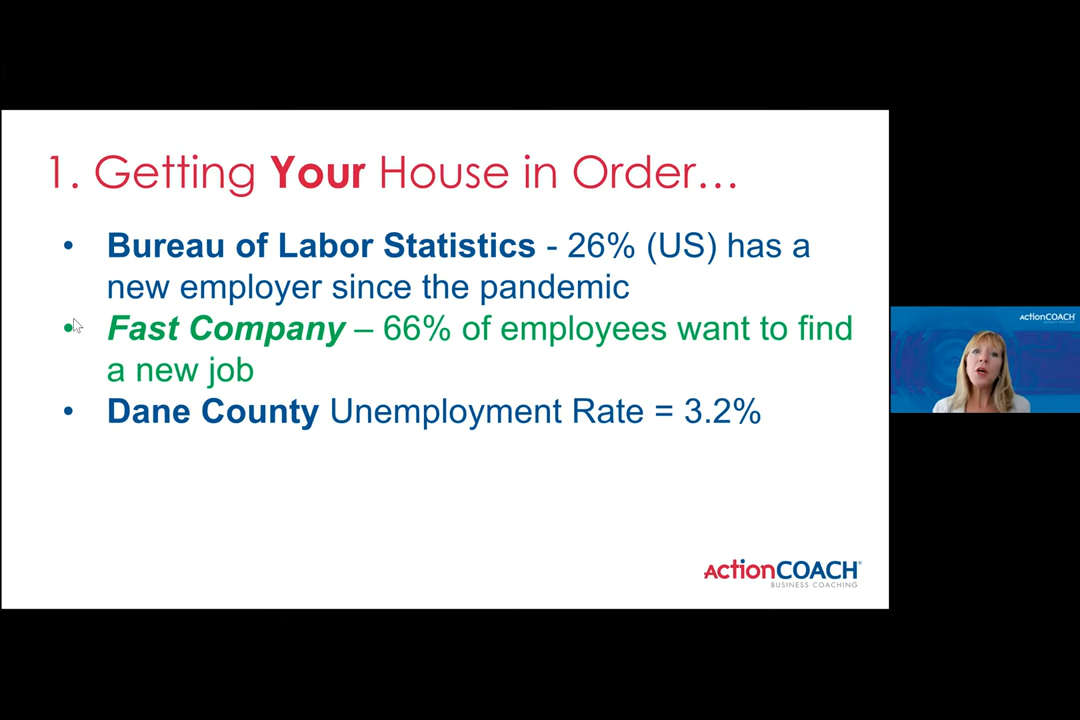 1. Getting Your House in Order...
• Bureau of Labor Statistics - 26% (US) has a
new employer since the pandemic
• Fast Company – 66% of employees want to find
a new job
• Dane County Unemployment Rate = 3.2%
ACTiONCOACH®
BUSINESS COACHING
ACTiONCOACH
BUSINESS COACHING